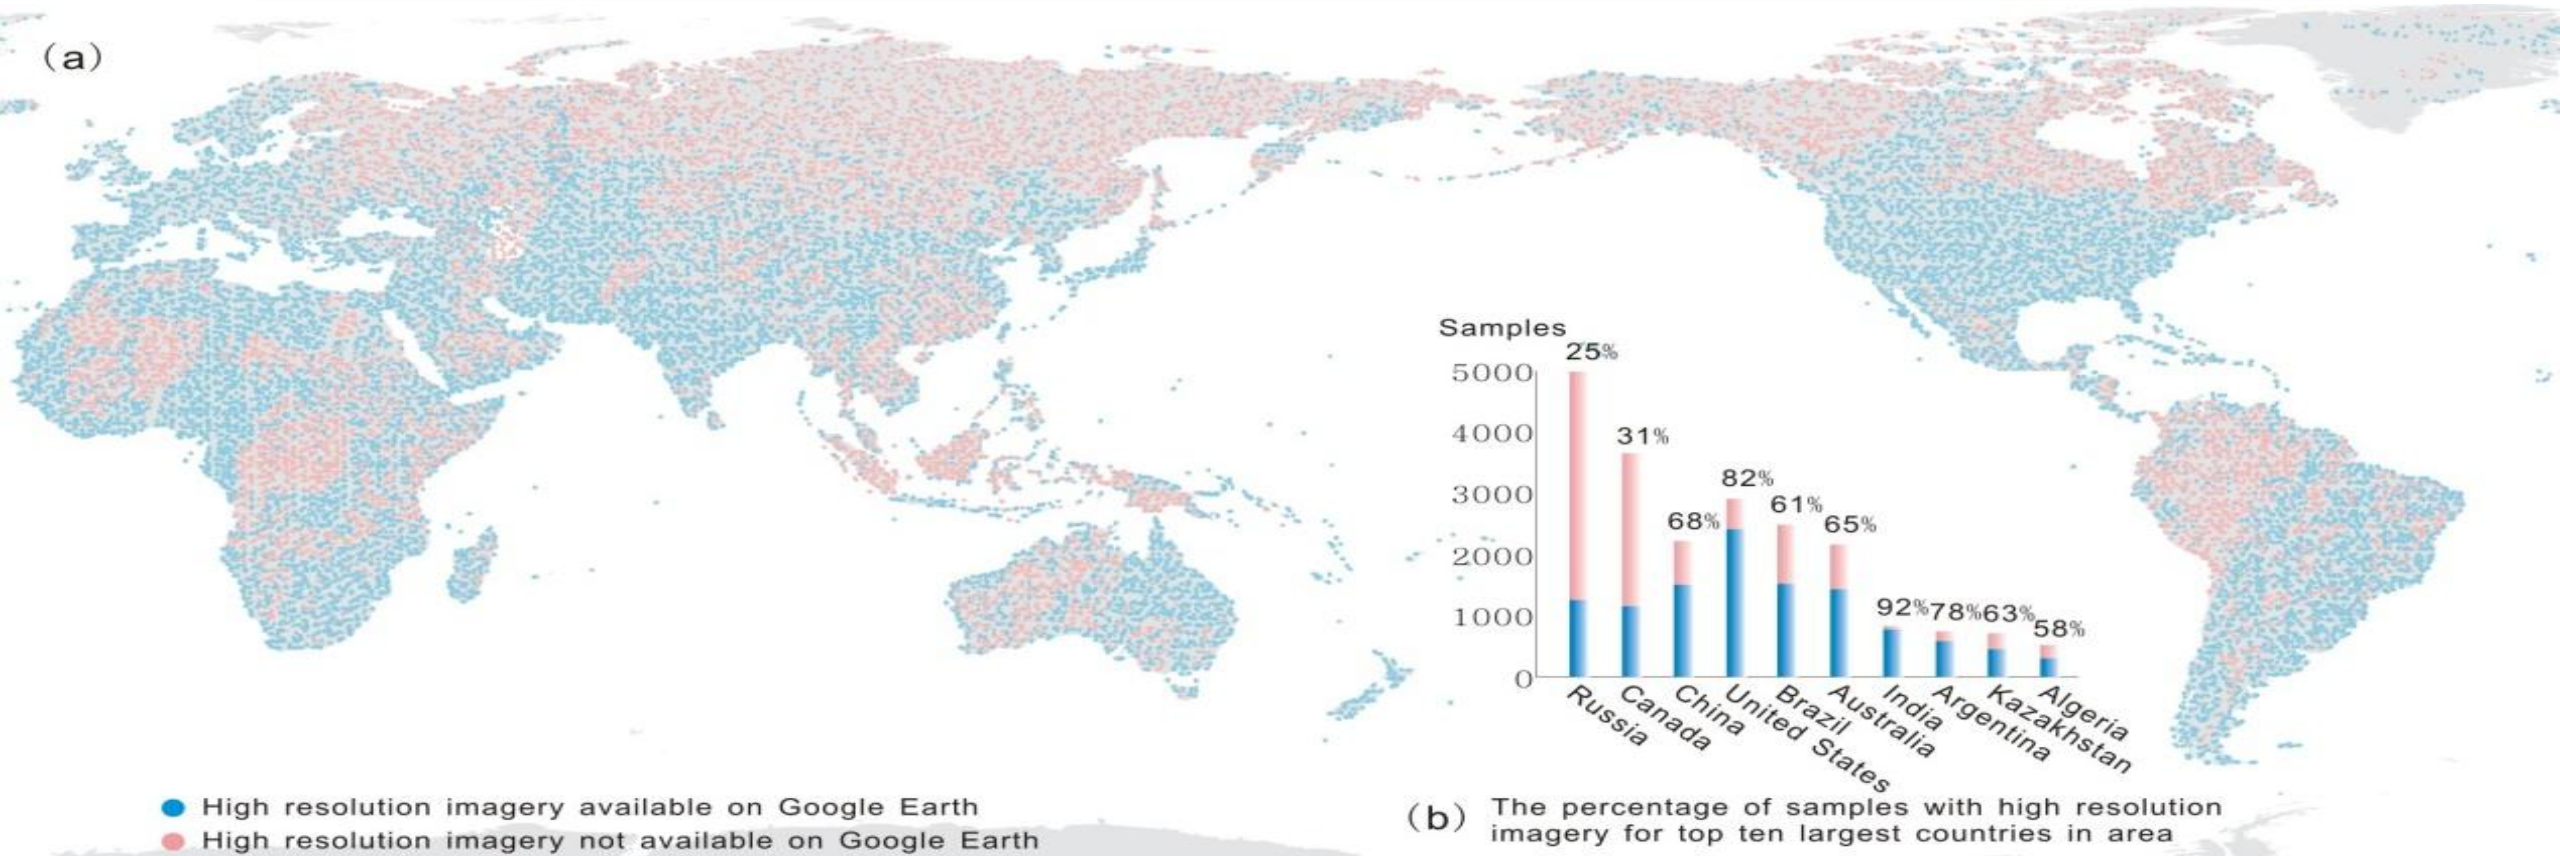 (a)
Samples
25%
5000
31%
4000
82%
3000
61%
68%
65%
2000
92%
78%
63%
1000
58%
0
Russia
Canada
China
United States
Brazil
Australia
India
Argentina
Kazakhstan
Algeria
High resolution imagery available on Google Earth
High resolution imagery not available on Google Earth
(b) The percentage of samples with high resolution
imagery for top ten largest countries in area